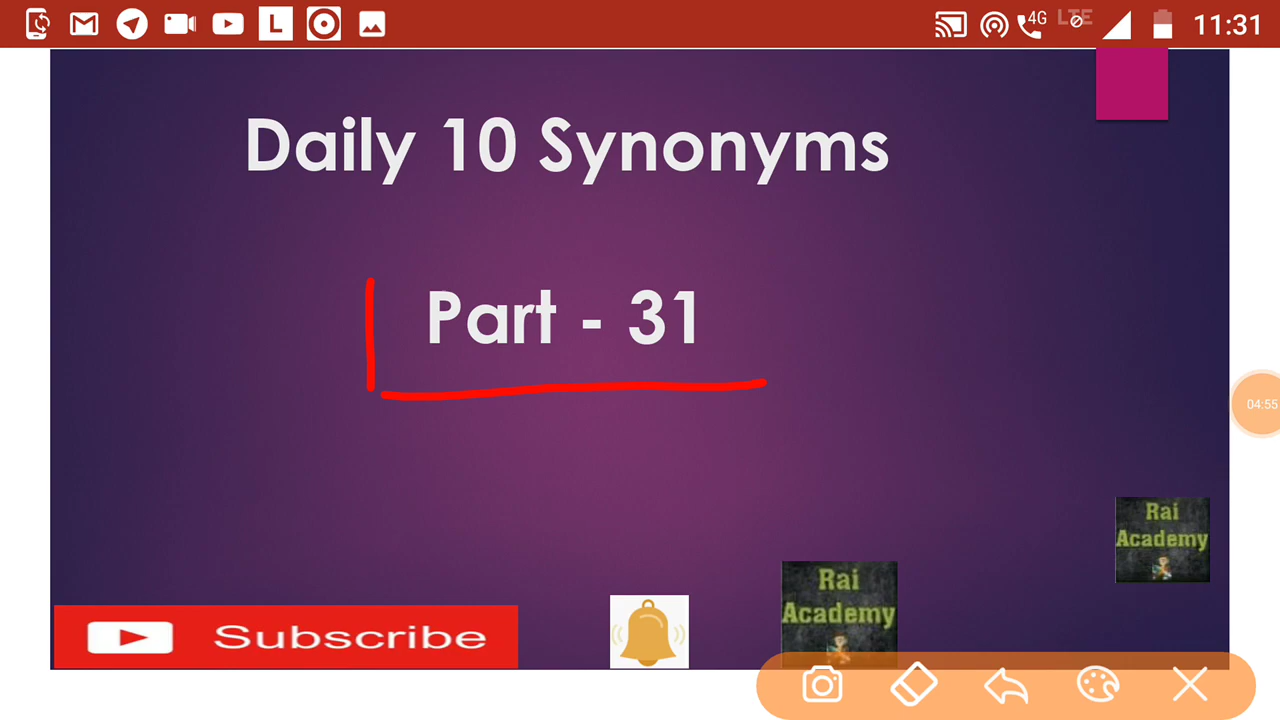 4G
LTE
11:31
Daily 10 Synonyms
Part - 31
04:55
Rai
Academy
Rai
Academy
Subscribe